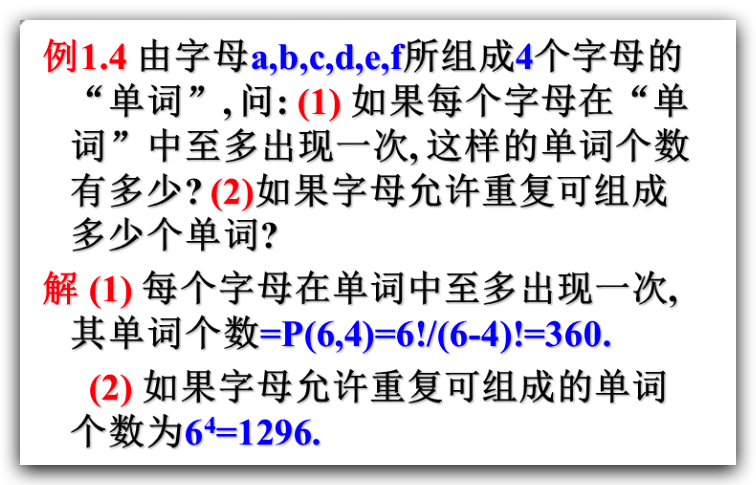 例1.4 由字母a,b,c,d,e,f所组成4个字母的
“单词”, 问: (1) 如果每个字母在“单
词”中至多出现一次, 这样的单词个数
有多少? (2)如果字母允许重复可组成
多少个单词?
解 (1) 每个字母在单词中至多出现一次,
其单词个数=P(6,4)=6!/(6-4)!=360.
(2) 如果字母允许重复可组成的单词
个数为6⁴=1296.